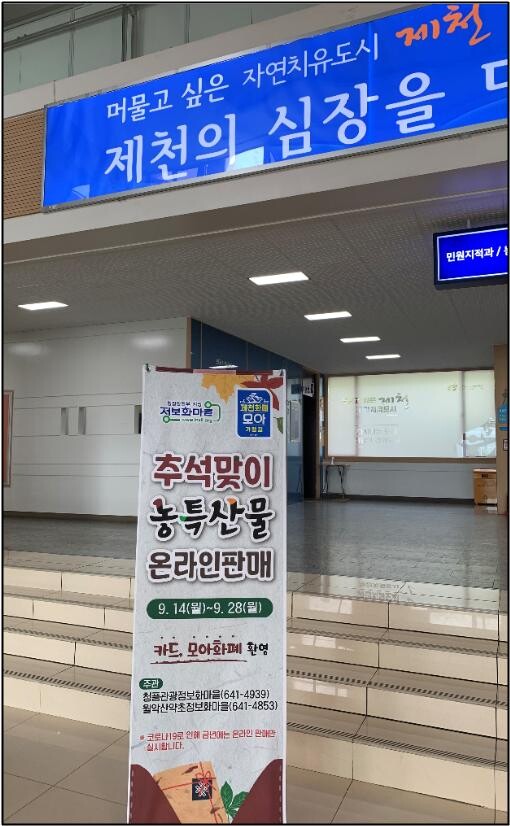 머물고 싶은 자연치유도시 제천
제천의 심장을
민원지적과 /
정보화마을
제천화폐
모아
가맹점
추석맞이
농특산물
온라인판매
9. 14(월)~9. 28(월)
카드, 모아화폐 환영
주관
청풍관광정보화마을(641-4939)
월악산약초정보화마을(641-4853)
※ 코로나19로 인해 금년에는 온라인 판매만
실시합니다.
제천